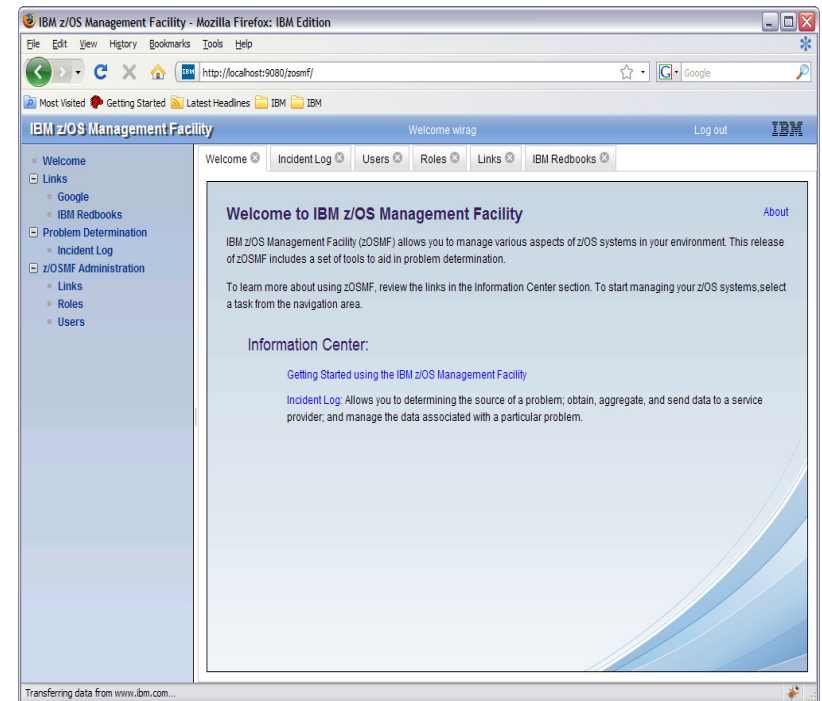 IBM z/OS Management Facility - Mozilla Firefox: IBM Edition
File Edit View History Bookmarks Tools Help
IBM http://localhost:9080/zosmf/ G Google
Most Visited Getting Started Latest Headlines IBM IBM
IBM z/OS Management Facility Welcome wirag Log out IBM
Welcome
Links
Google
IBM Redbooks
Problem Determination
Incident Log
z/OSMF Administration
Links
Roles
Users
Welcome Incident Log Users Roles Links IBM Redbooks
Welcome to IBM z/OS Management Facility About
IBM z/OS Management Facility (zOSMF) allows you to manage various aspects of z/OS systems in your environment. This release
of zOSMF includes a set of tools to aid in problem determination.
To learn more about using zOSMF, review the links in the Information Center section. To start managing your z/OS systems,select
a task from the navigation area.
Information Center:
Getting Started using the IBM z/OS Management Facility
Incident Log: Allows you to determining the source of a problem; obtain, aggregate, and send data to a service
provider; and manage the data associated with a particular problem.
Transferring data from www.ibm.com...